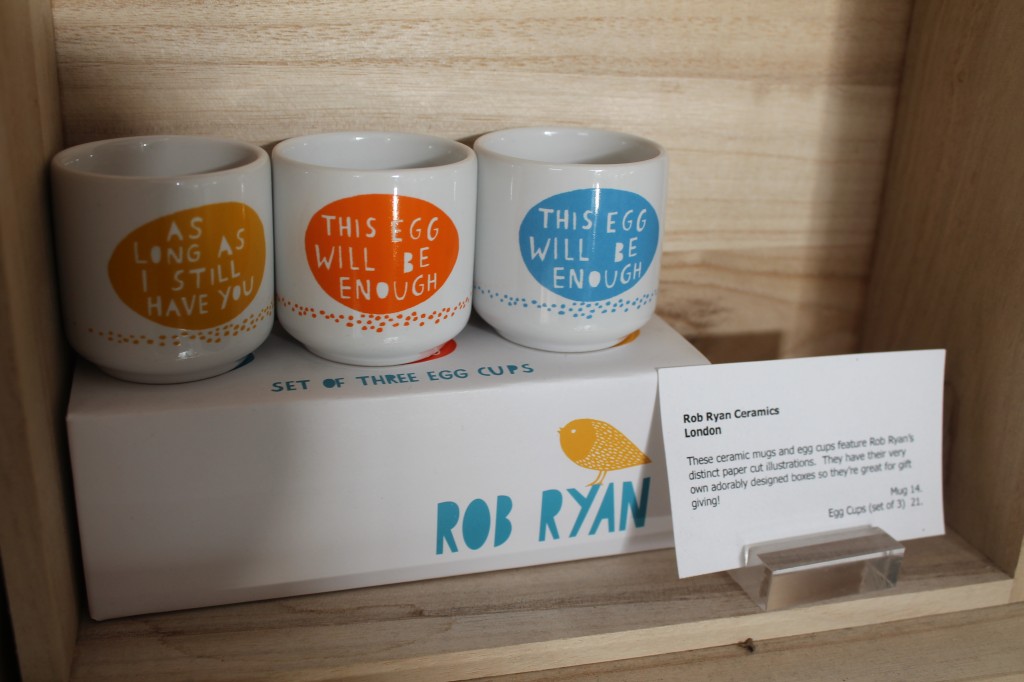 AS
LONG AS
I STILL
HAVE YOU
THIS EGG
WILL BE
ENOUGH
THIS EGG
WILL BE
ENOUGH
SET OF THREE EGG CUPS
ROB RYAN
Rob Ryan Ceramics
London
These ceramic mugs and egg cups feature Rob Ryan's
distinct paper cut illustrations. They have their very
own adorably designed boxes so they're great for gift
giving!
Mug 14.
Egg Cups (set of 3) 21.